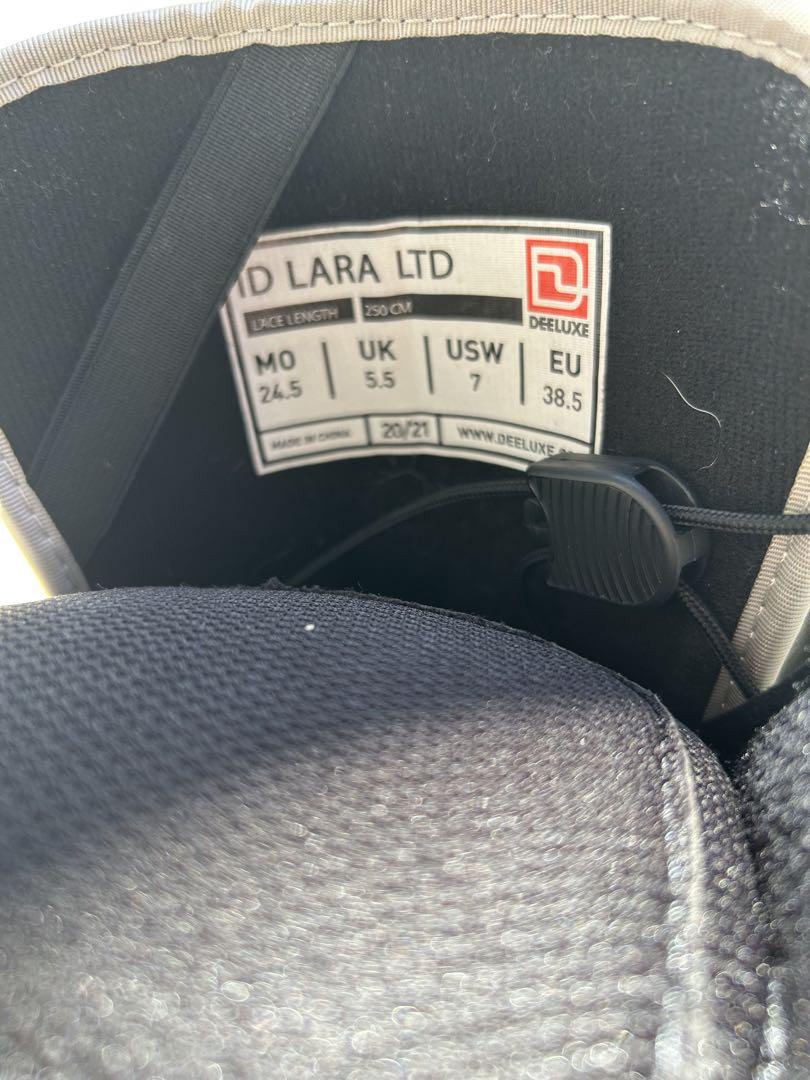 ID LARA LTD
DEELUXE
LACE LENGTH 250 CM
MO UK USW EU
24.5 5.5 7 38.5
MADE IN CHINA 20/21 WWW.DEELUXE.